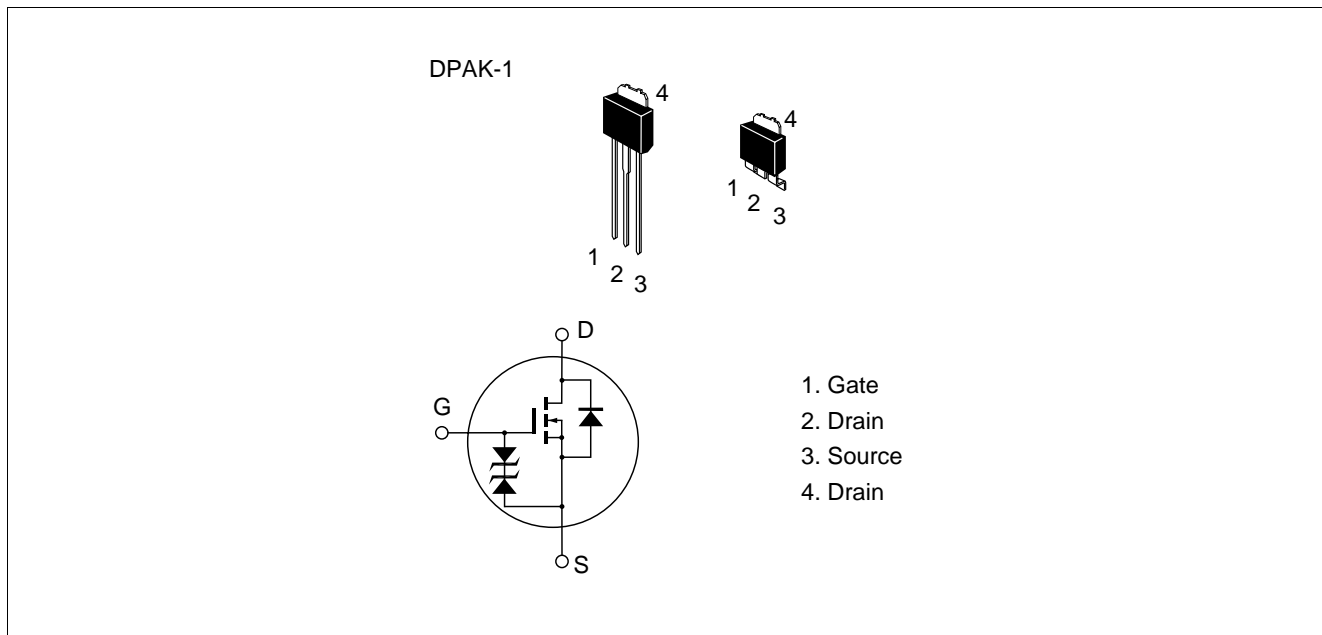 DPAK-1
4
4
1
2
3
1
2
3
D
G
S
1. Gate
2. Drain
3. Source
4. Drain